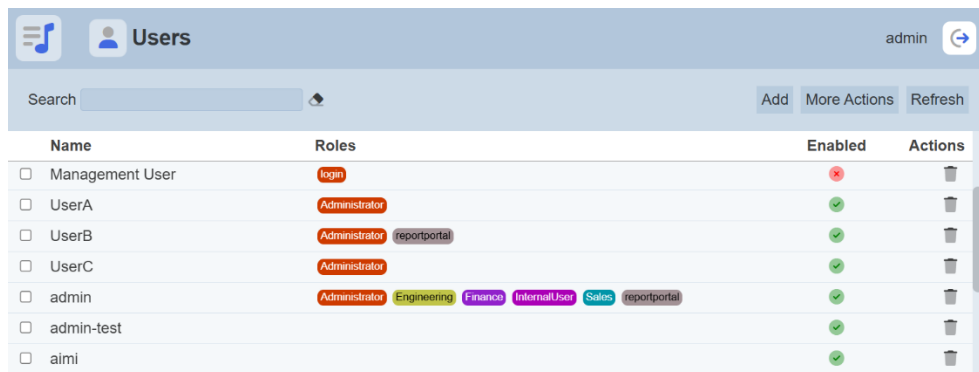 Users admin
Search Add More Actions Refresh
Name Roles Enabled Actions
Management User login
UserA Administrator
UserB Administrator reportportal
UserC Administrator
admin Administrator Engineering Finance InternalUser Sales reportportal
admin-test
aimi